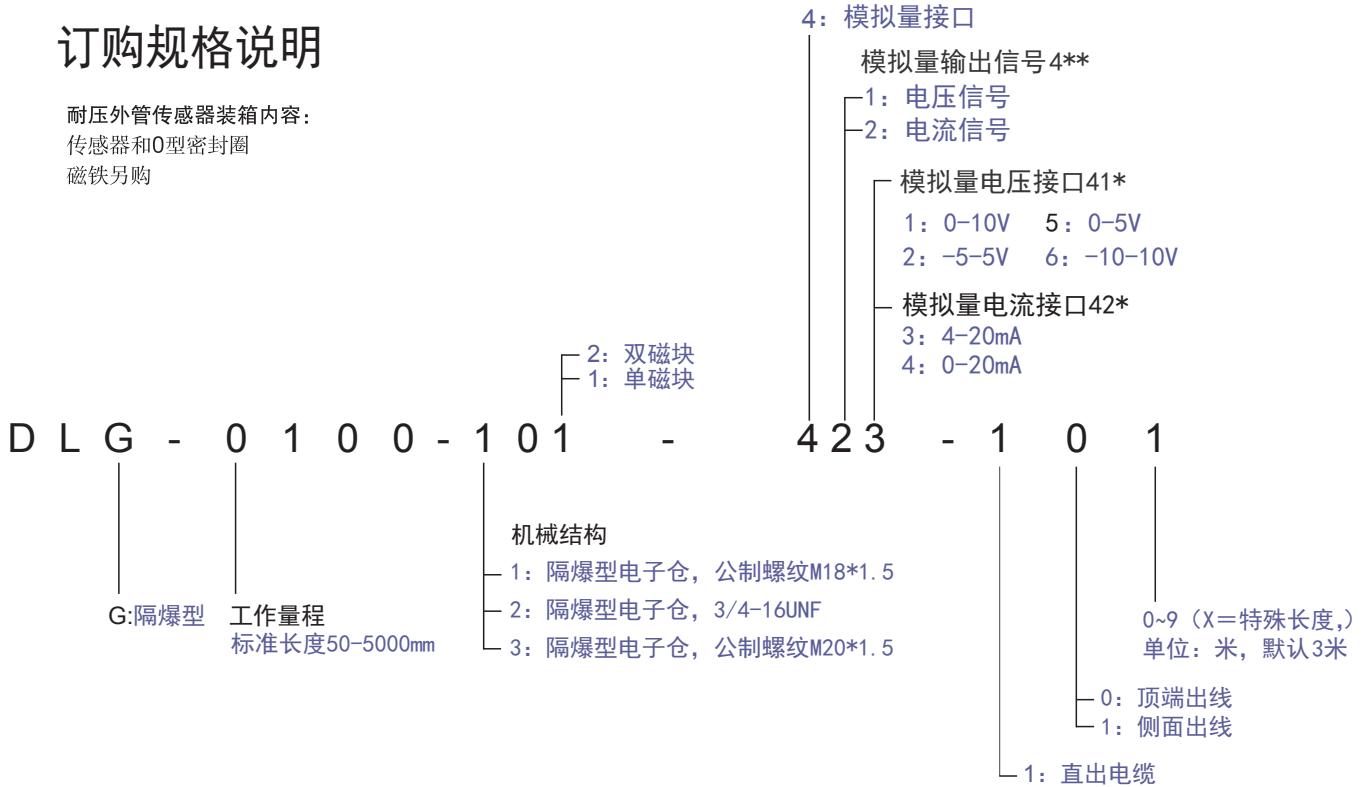 订购规格说明
耐压外管传感器装箱内容:
传感器和O型密封圈
磁铁另购
4: 模拟量接口
模拟量输出信号4**
1: 电压信号
2: 电流信号
模拟量电压接口41*
1: 0-10V 5: 0-5V
2: -5-5V 6: -10-10V
模拟量电流接口42*
3: 4-20mA
4: 0-20mA
2: 双磁块
1: 单磁块
D L G - 0 1 0 0 - 1 0 1 - 4 2 3 - 1 0 1
G:隔爆型
工作量程
标准长度50-5000mm
机械结构
1: 隔爆型电子仓, 公制螺纹M18*1.5
2: 隔爆型电子仓, 3/4-16UNF
3: 隔爆型电子仓, 公制螺纹M20*1.5
0~9 (X=特殊长度,)
单位: 米, 默认3米
0: 顶端出线
1: 侧面出线
1: 直出电缆